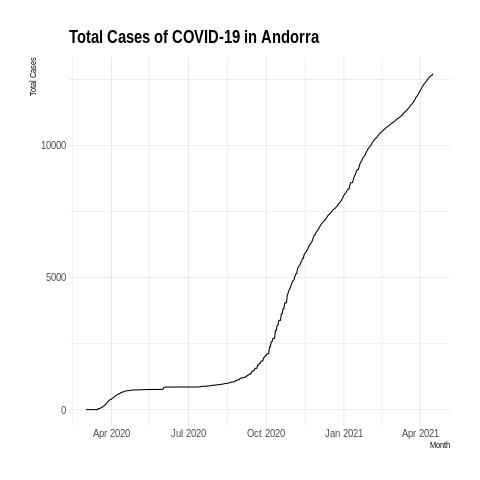 Total Cases of COVID-19 in Andorra
Total Cases
10000
5000
0
Apr 2020 Jul 2020 Oct 2020 Jan 2021 Apr 2021
Month